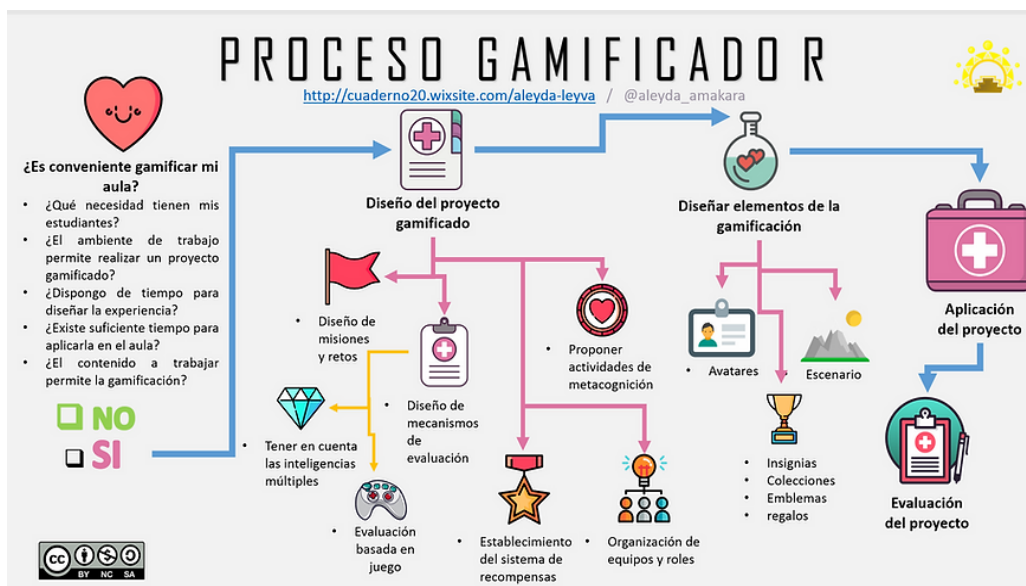 PROCESO GAMIFICADOR
http://cuaderno20.wixsite.com/aleyda-leyva / @aleyda_amakara
¿Es conveniente gamificar mi
aula?
• ¿Qué necesidad tienen mis
estudiantes?
• ¿El ambiente de trabajo
permite realizar un proyecto
gamificado?
• ¿Dispongo de tiempo para
diseñar la experiencia?
• ¿Existe suficiente tiempo para
aplicarla en el aula?
• ¿El contenido a trabajar
permite la gamificación?
NO
SI
Diseño del proyecto
gamificado
• Diseño de
misiones
y retos
• Diseño de
mecanismos
de
evaluación
• Tener en cuenta
las inteligencias
múltiples
• Evaluación
basada en
juego
• Proponer
actividades de
metacognición
• Establecimiento
del sistema de
recompensas
• Organización de
equipos y roles
Diseñar elementos de la
gamificación
• Avatares
• Escenario
• Insignias
• Colecciones
• Emblemas
• regalos
Aplicación
del proyecto
Evaluación
del proyecto
cc
BY NC SA